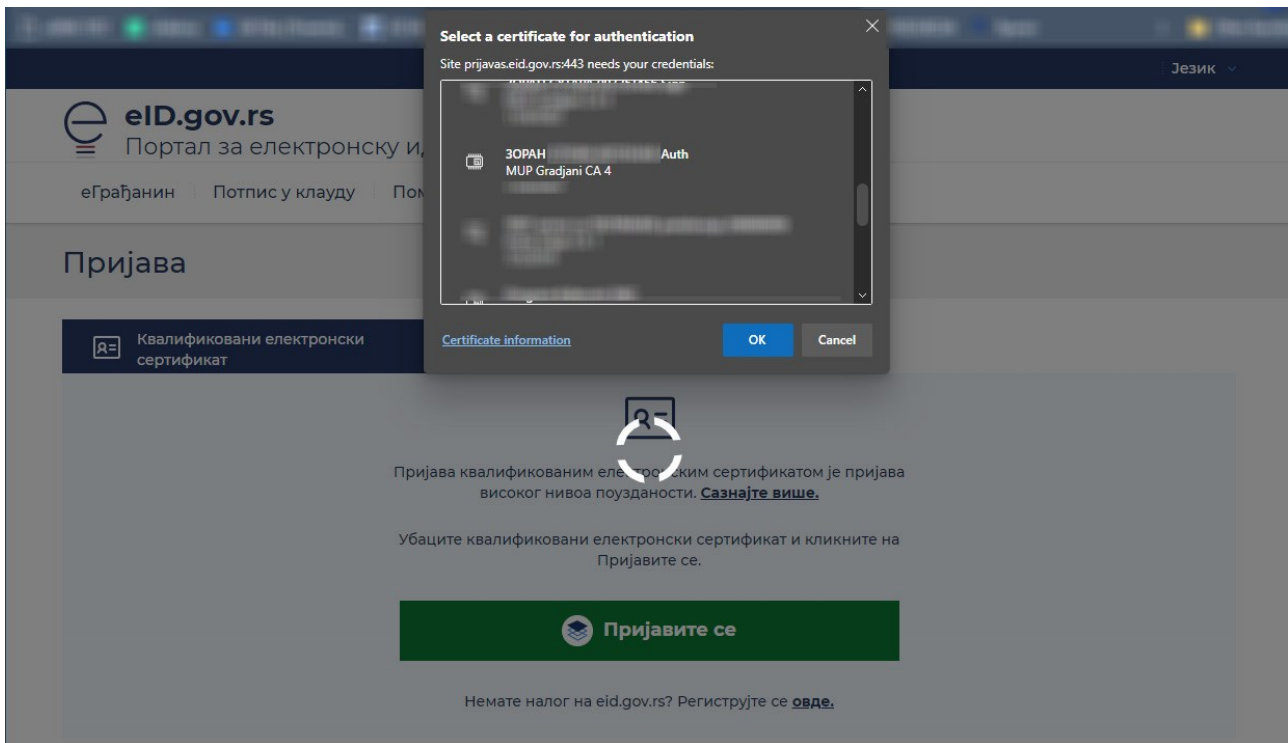 Select a certificate for authentication
Site prijavas.eid.gov.rs:443 needs your credentials:
ЗОРАН Auth
MUP Gradjani CA 4
Certificate information
OK
Cancel
Језик
eID.gov.rs
Портал за електронску и
еГрађанин
Потпис у клауду
Пријава
Квалификовани електронски
сертификат
Пријава квалификованим електронским сертификатом је пријава
високог нивоа поузданости. Сазнајте више.
Убаците квалификовани електронски сертификат и кликните на
Пријавите се.
Пријавите се
Немате налог на eid.gov.rs? Региструјте се овде.